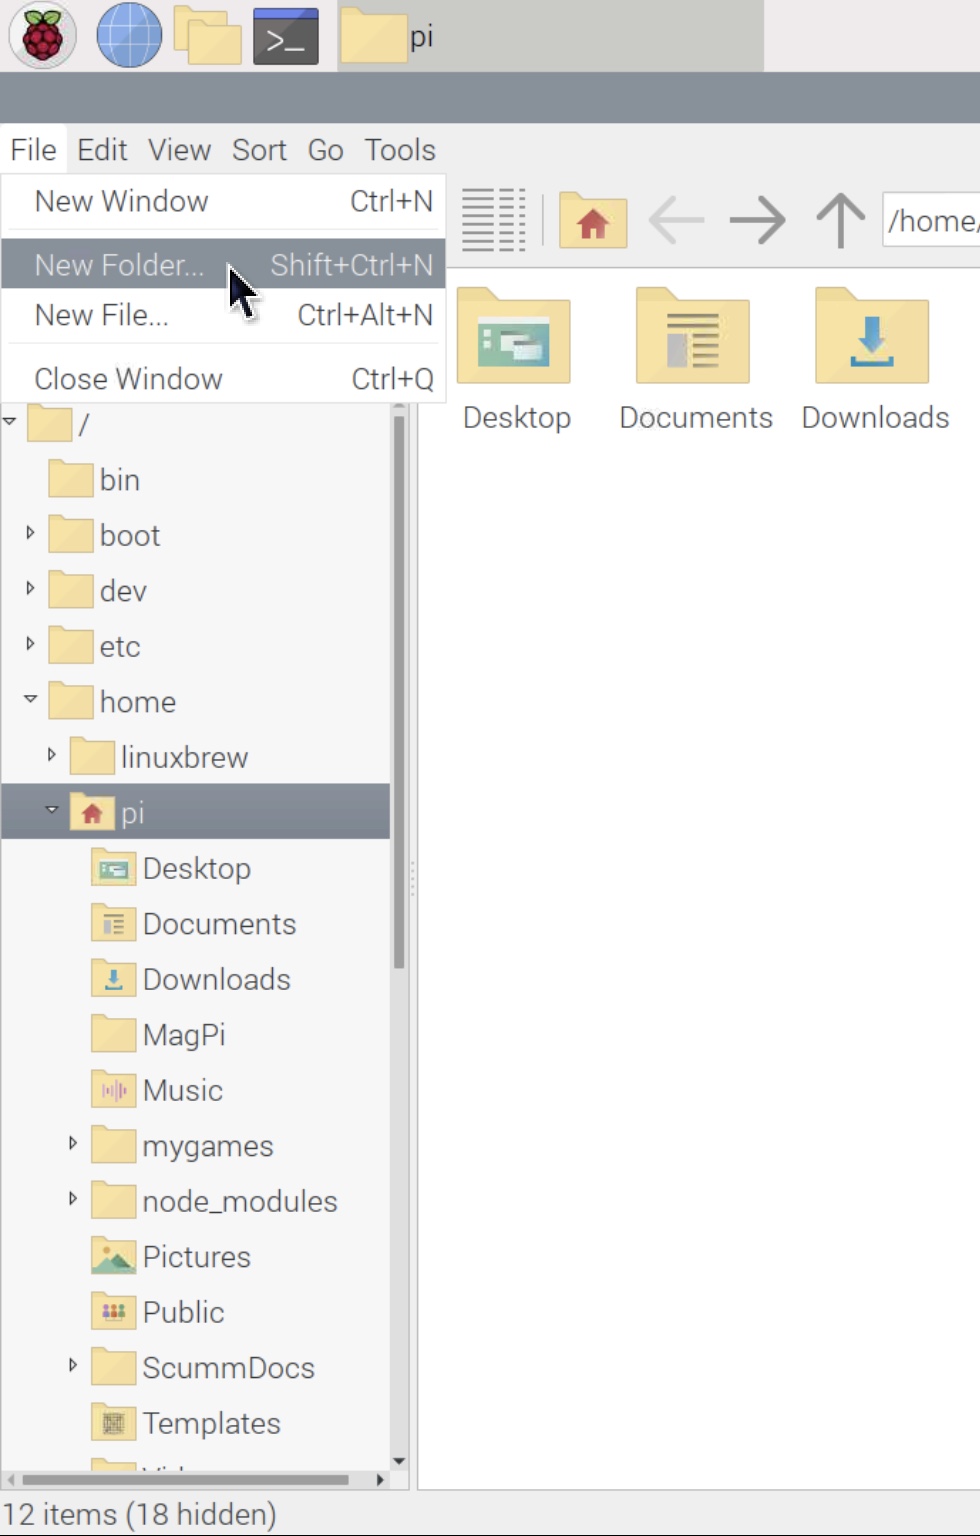 pi
File Edit View Sort Go Tools
New Window Ctrl+N
New Folder... Shift+Ctrl+N
New File... Ctrl+Alt+N
Close Window Ctrl+Q
/home/
Desktop Documents Downloads
/
bin
boot
dev
etc
home
linuxbrew
pi
Desktop
Documents
Downloads
MagPi
Music
mygames
node_modules
Pictures
Public
ScummDocs
Templates
12 items (18 hidden)